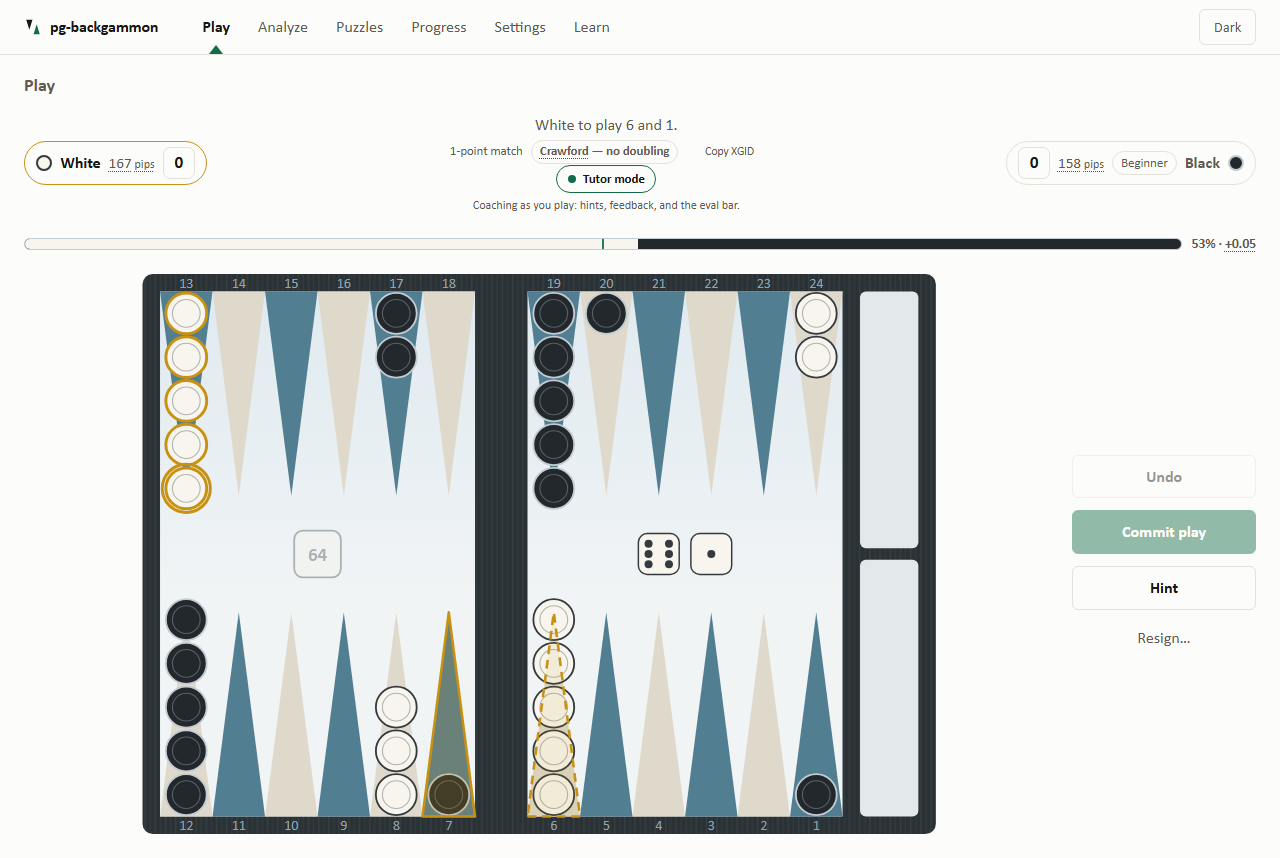 pg-backgammon Play Analyze Puzzles Progress Settings Learn Dark
Play
White to play 6 and 1.
White 167 pips 0
1-point match Crawford — no doubling Copy XGID
0 158 pips Beginner Black
Tutor mode
Coaching as you play: hints, feedback, and the eval bar.
53% · +0.05
13 14 15 16 17 18 19 20 21 22 23 24
64
12 11 10 9 8 7 6 5 4 3 2 1
Undo
Commit play
Hint
Resign...